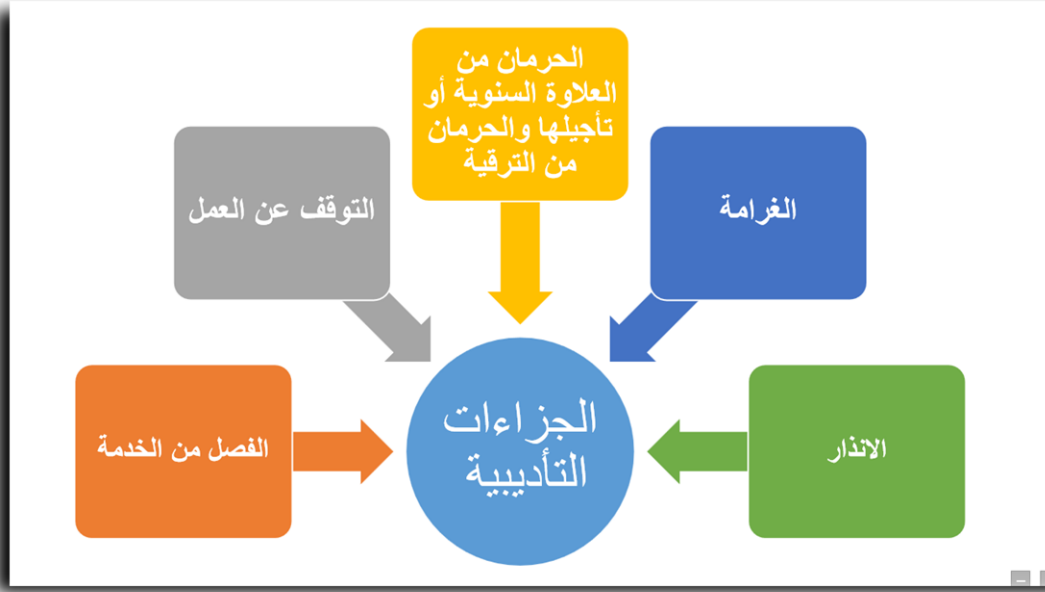 الحرمان من
العلاوة السنوية أو
تأجيلها والحرمان
من الترقية
الغرامة
التوقف عن العمل
الانذار
الفصل من الخدمة
الجزاءات
التأديبية